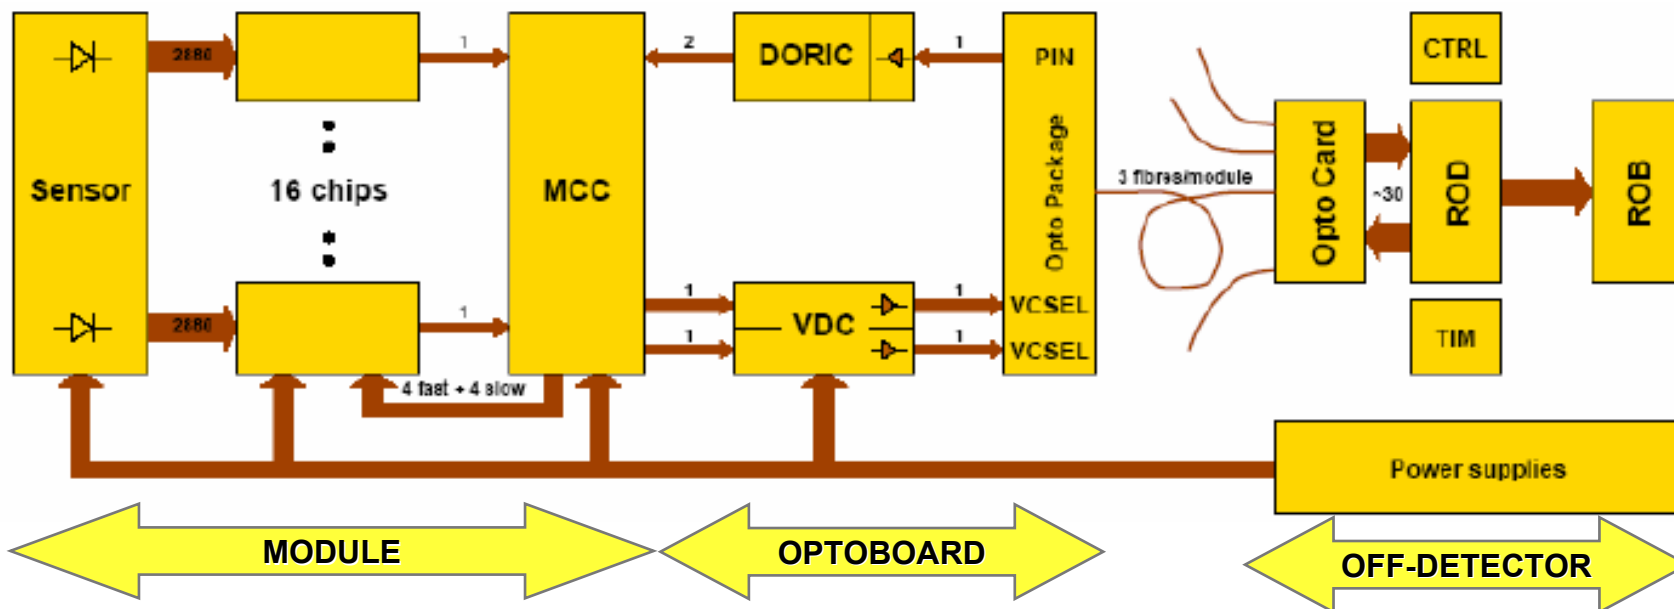 Sensor
2880
2880
16 chips
1
1
4 fast + 4 slow
MCC
2
DORIC
1
PIN
Opto Package
1
1
VDC
1
1
VCSEL
VCSEL
3 fibres/module
Opto Card
~30
CTRL
ROD
TIM
ROB
Power supplies
MODULE
OPTOBOARD
OFF-DETECTOR